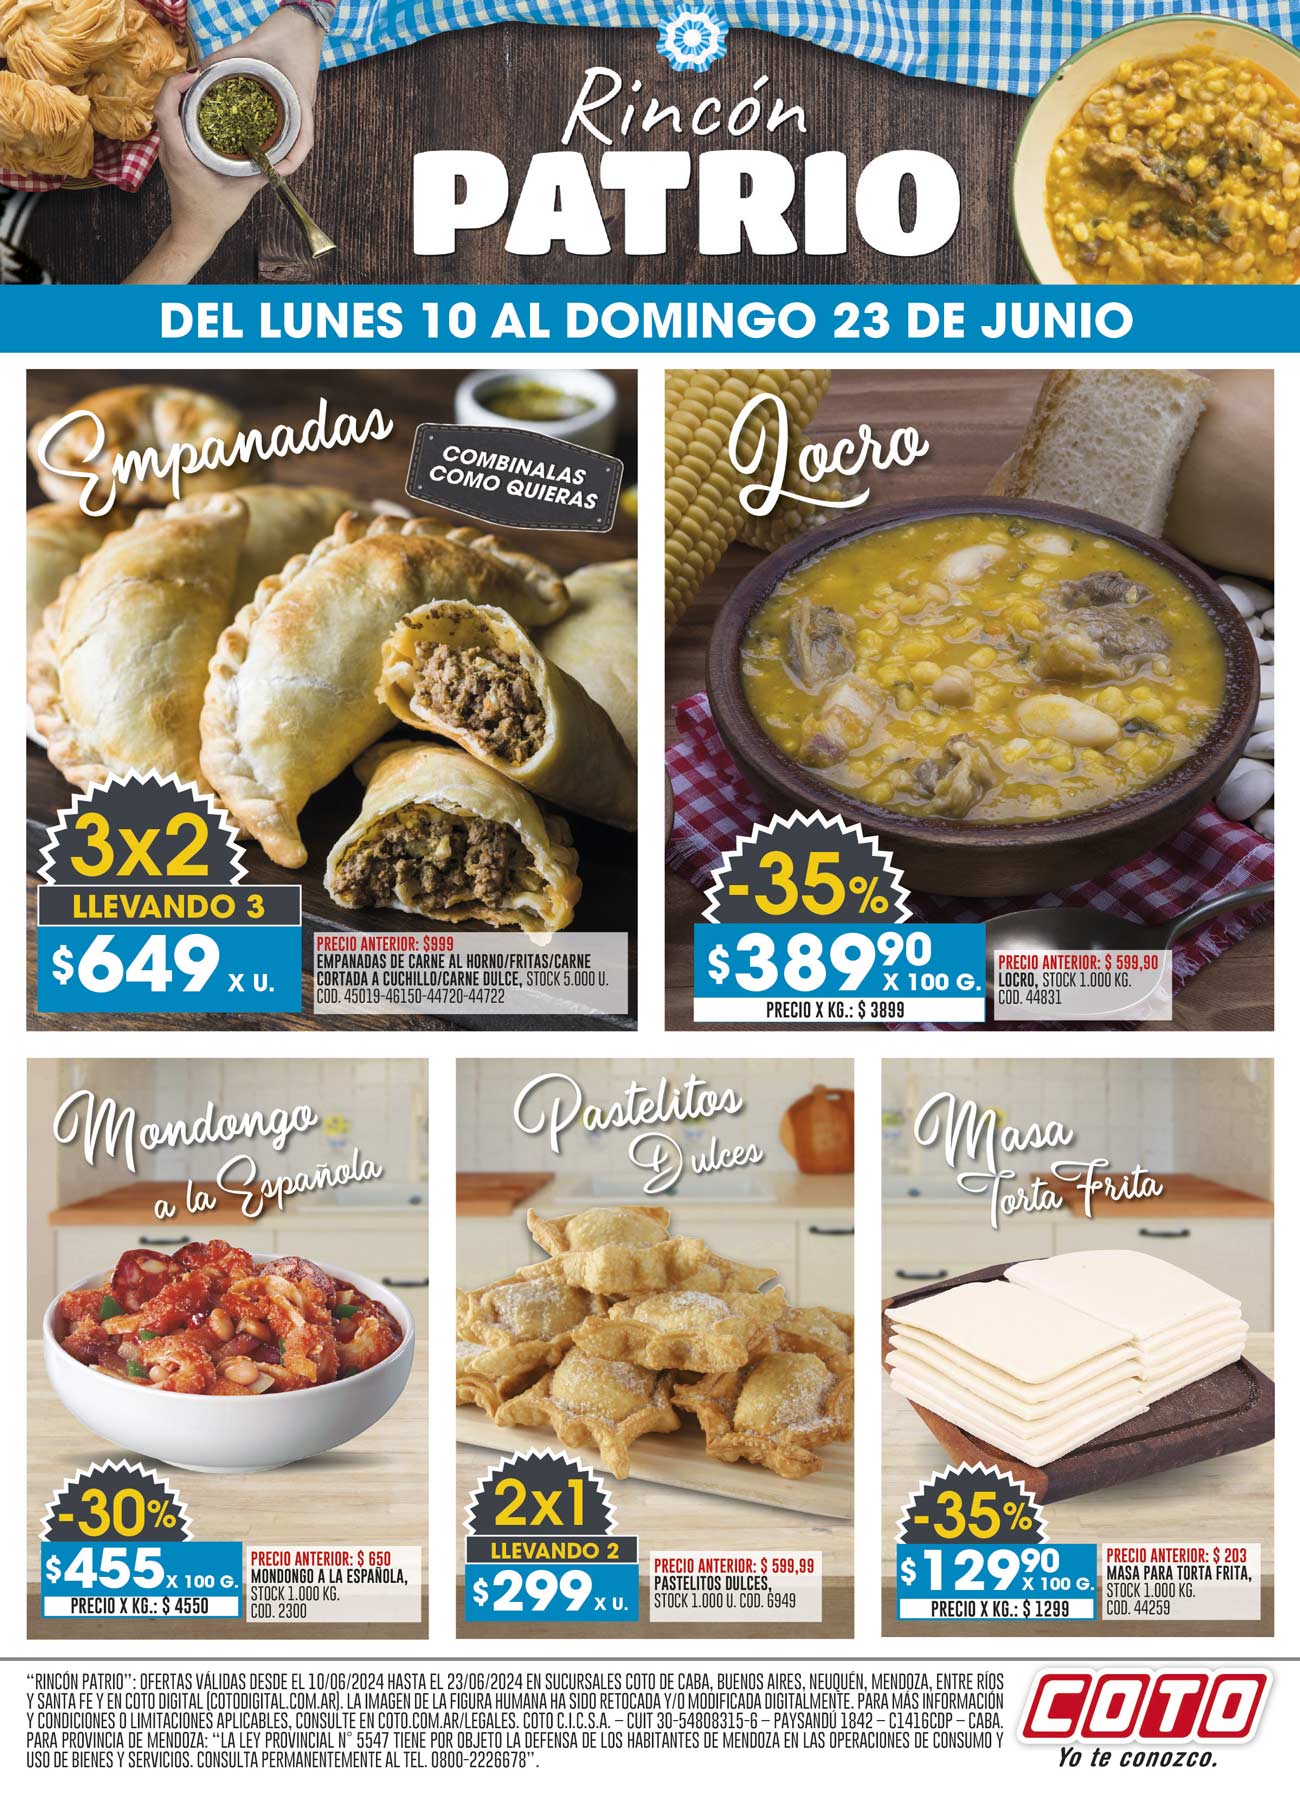 Rincón
PATRIO
DEL LUNES 10 AL DOMINGO 23 DE JUNIO
Empanadas
COMBINALAS
COMO QUIERAS
3x2
LLEVANDO 3
$649 X U.
PRECIO ANTERIOR: $999
EMPANADAS DE CARNE AL HORNO/FRITAS/CARNE
CORTADA A CUCHILLO/CARNE DULCE, STOCK 5.000 U.
COD. 45019-46150-44720-44722
Locro
-35%
$389,90 X 100 G.
PRECIO X KG.: $ 3899
PRECIO ANTERIOR: $ 599,90
LOCRO, STOCK 1.000 KG.
COD. 44831
Mondongo
a la Española
-30%
$455 X 100 G.
PRECIO X KG.: $ 4550
PRECIO ANTERIOR: $ 650
MONDONGO A LA ESPAÑOLA,
STOCK 1.000 KG.
COD. 2300
Pastelitos
Dulces
2x1
LLEVANDO 2
$299 X U.
PRECIO ANTERIOR: $ 599,99
PASTELITOS DULCES,
STOCK 1.000 U. COD. 6949
Masa
Torta Frita
-35%
$12990 X 100 G.
PRECIO X KG.: $ 1299
PRECIO ANTERIOR: $ 203
MASA PARA TORTA FRITA,
STOCK 1.000 KG.
COD. 44259
“RINCÓN PATRIO”: OFERTAS VÁLIDAS DESDE EL 10/06/2024 HASTA EL 23/06/2024 EN SUCURSALES COTO DE CABA, BUENOS AIRES, NEUQUÉN, MENDOZA, ENTRE RÍOS
Y SANTA FE Y EN COTO DIGITAL (COTODIGITAL.COM.AR). LA IMAGEN DE LA FIGURA HUMANA HA SIDO RETOCADA Y/O MODIFICADA DIGITALMENTE. PARA MÁS INFORMACIÓN
Y CONDICIONES O LIMITACIONES APLICABLES, CONSULTE EN COTO.COM.AR/LEGALES. COTO C.I.C.S.A. – CUIT 30-54808315-6 – PAYSANDÚ 1842 – C1416CDP – CABA.
PARA PROVINCIA DE MENDOZA: “LA LEY PROVINCIAL N° 5547 TIENE POR OBJETO LA DEFENSA DE LOS HABITANTES DE MENDOZA EN LAS OPERACIONES DE CONSUMO Y
USO DE BIENES Y SERVICIOS. CONSULTA PERMANENTEMENTE AL TEL. 0800-2226678”.
COTO
Yo te conozco.